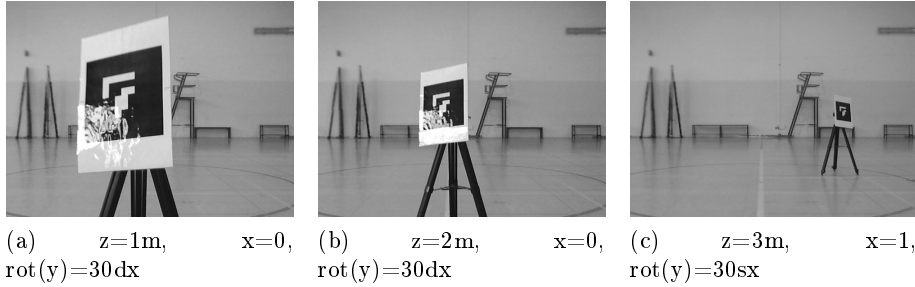 (a) z=1m, x=0,
rot(y)=30dx
(b) z=2m, x=0,
rot(y)=30dx
(c) z=3m, x=1,
rot(y)=30sx